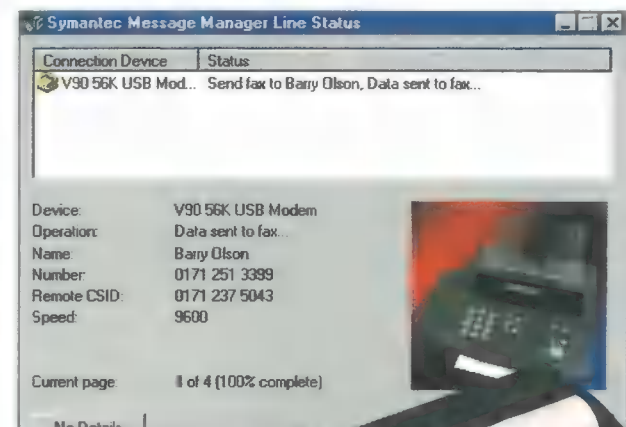 Symantec Message Manager Line Status
Connection Device Status
V90 56K USB Mod... Send fax to Barry Olson, Data sent to fax...
Device: V90 56K USB Modem
Operation: Data sent to fax...
Name: Barry Olson
Number: 0171 251 3399
Remote CSID: 0171 237 5043
Speed: 9600
Current page: of 4 (100% complete)
No Details